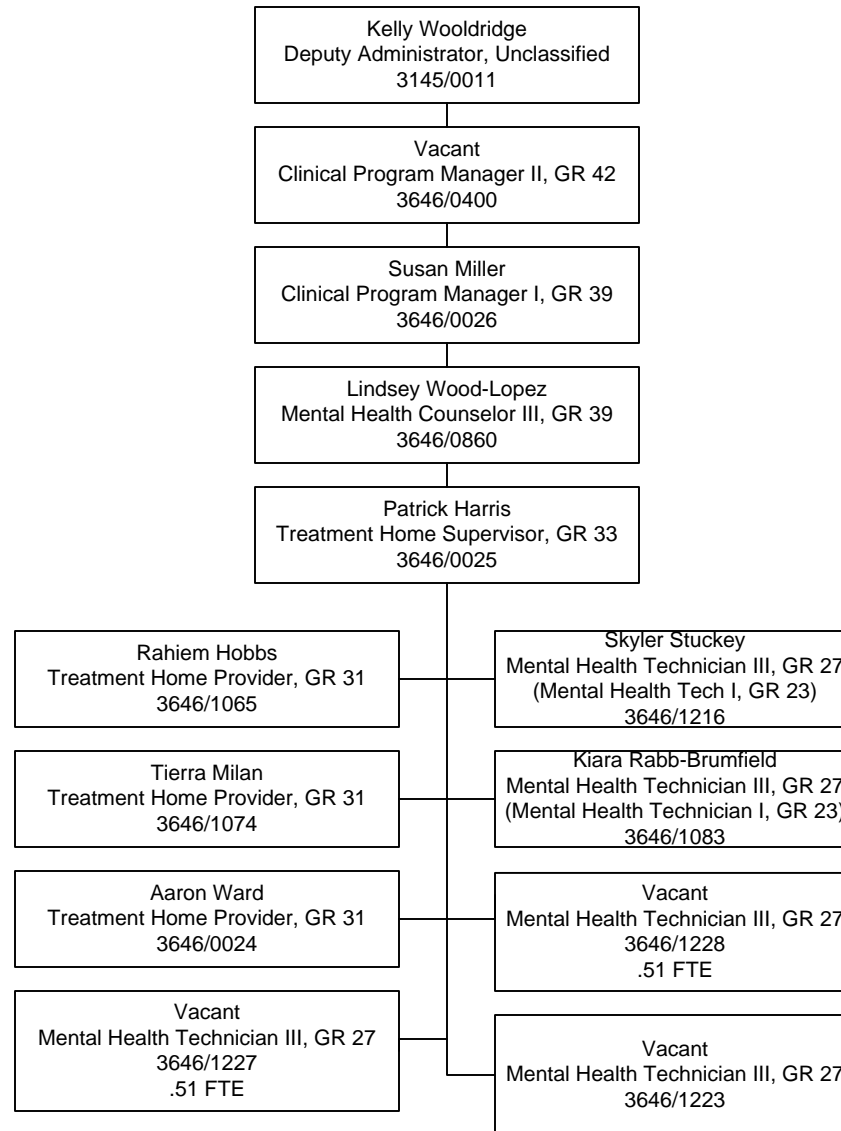 Kelly Wooldridge
Deputy Administrator, Unclassified
3145/0011
Vacant
Clinical Program Manager II, GR 42
3646/0400
Susan Miller
Clinical Program Manager I, GR 39
3646/0026
Lindsey Wood-Lopez
Mental Health Counselor III, GR 39
3646/0860
Patrick Harris
Treatment Home Supervisor, GR 33
3646/0025
Rahiem Hobbs
Treatment Home Provider, GR 31
3646/1065
Skyler Stuckey
Mental Health Technician III, GR 27
(Mental Health Tech I, GR 23)
3646/1216
Tierra Milan
Treatment Home Provider, GR 31
3646/1074
Kiara Rabb-Brumfield
Mental Health Technician III, GR 27
(Mental Health Technician I, GR 23)
3646/1083
Aaron Ward
Treatment Home Provider, GR 31
3646/0024
Vacant
Mental Health Technician III, GR 27
3646/1228
.51 FTE
Vacant
Mental Health Technician III, GR 27
3646/1227
.51 FTE
Vacant
Mental Health Technician III, GR 27
3646/1223